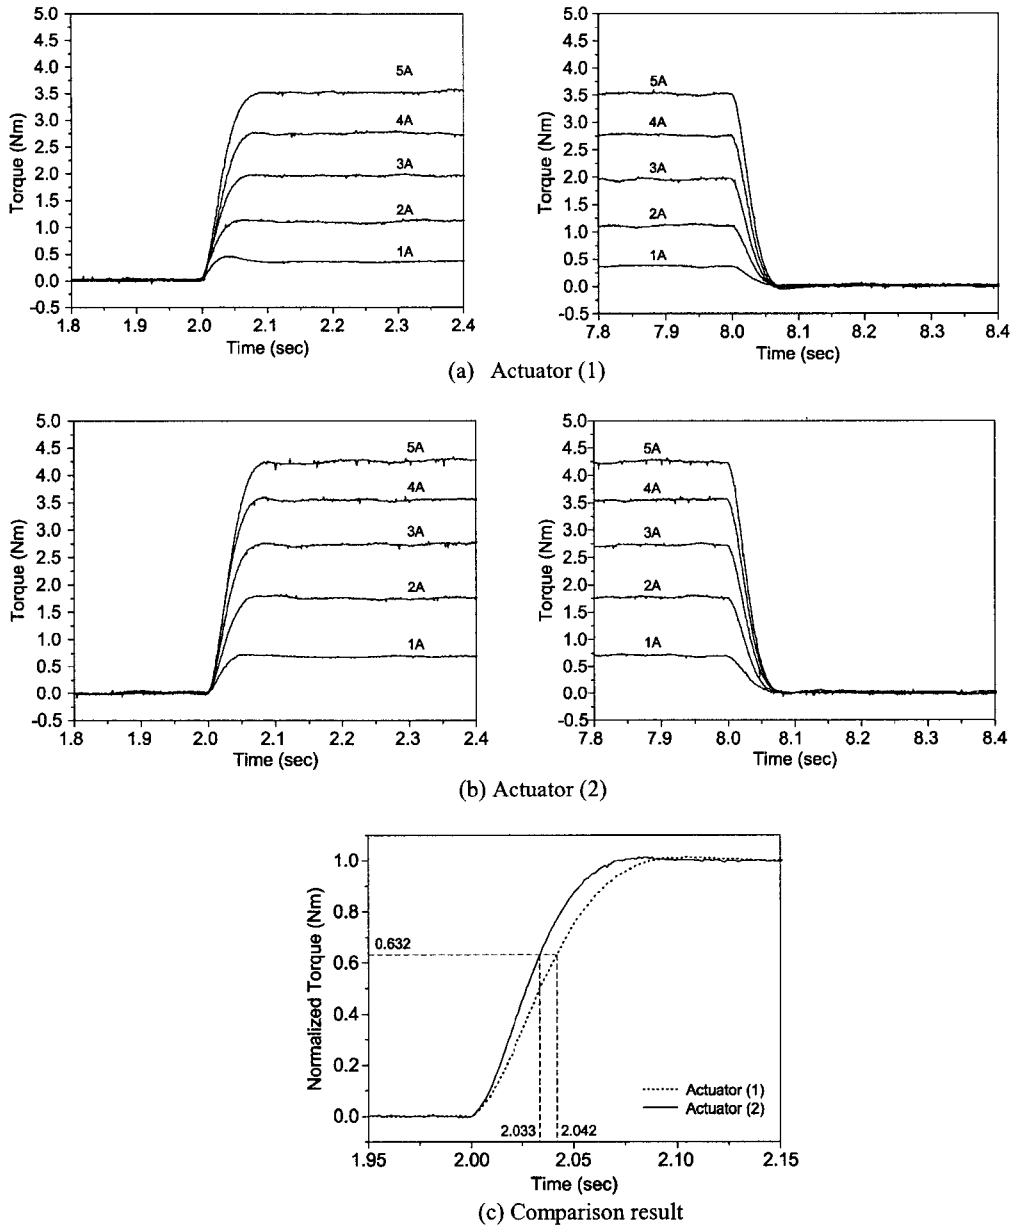 5.0
4.5
4.0
3.5
3.0
2.5
2.0
1.5
1.0
0.5
0.0
-0.5
Torque (Nm)
5A
4A
3A
2A
1A
1.8 1.9 2.0 2.1 2.2 2.3 2.4
Time (sec)
5.0
4.5
4.0
3.5
3.0
2.5
2.0
1.5
1.0
0.5
0.0
-0.5
Torque (Nm)
5A
4A
3A
2A
1A
7.8 7.9 8.0 8.1 8.2 8.3 8.4
Time (sec)
(a) Actuator (1)
5.0
4.5
4.0
3.5
3.0
2.5
2.0
1.5
1.0
0.5
0.0
-0.5
Torque (Nm)
5A
4A
3A
2A
1A
1.8 1.9 2.0 2.1 2.2 2.3 2.4
Time (sec)
5.0
4.5
4.0
3.5
3.0
2.5
2.0
1.5
1.0
0.5
0.0
-0.5
Torque (Nm)
5A
4A
3A
2A
1A
7.8 7.9 8.0 8.1 8.2 8.3 8.4
Time (sec)
(b) Actuator (2)
1.0
0.8
0.6
0.4
0.2
0.0
Normalized Torque (Nm)
0.632
Actuator (1)
Actuator (2)
2.033 2.042
1.95 2.00 2.05 2.10 2.15
Time (sec)
(c) Comparison result